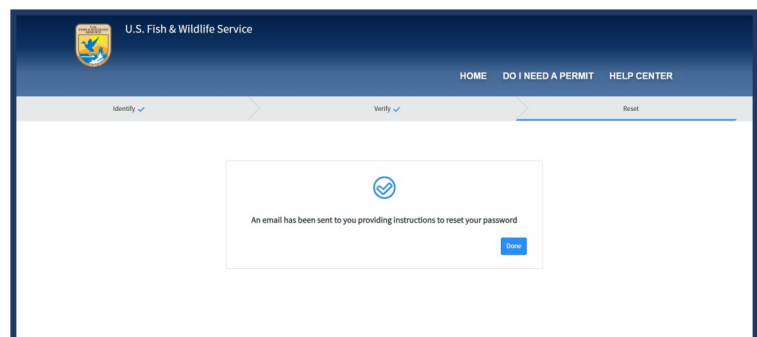 U.S. Fish & Wildlife Service
HOME DO I NEED A PERMIT HELP CENTER
Identify Verify Reset
An email has been sent to you providing instructions to reset your password
Done